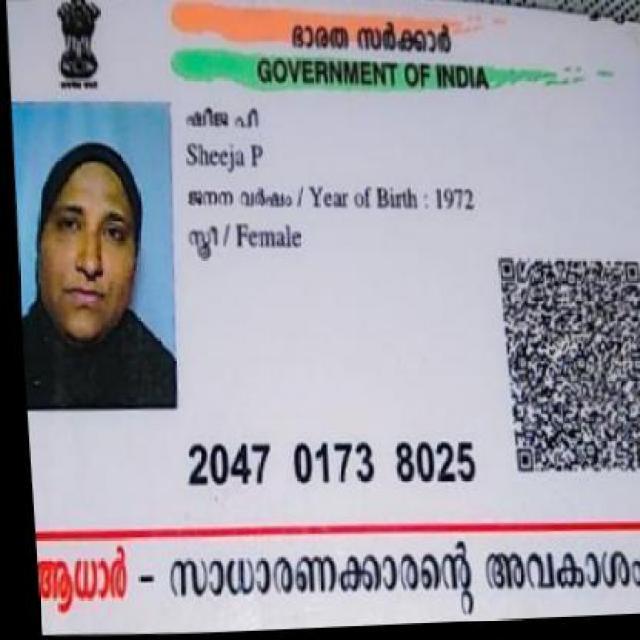 ഭാരത സർക്കാർ
GOVERNMENT OF INDIA
ഷീജ പി
Sheeja P
ജനന വർഷം / Year of Birth : 1972
സ്ത്രീ / Female
2047 0173 8025
ആധാർ - സാധാരണക്കാരന്റെ അവകാശം